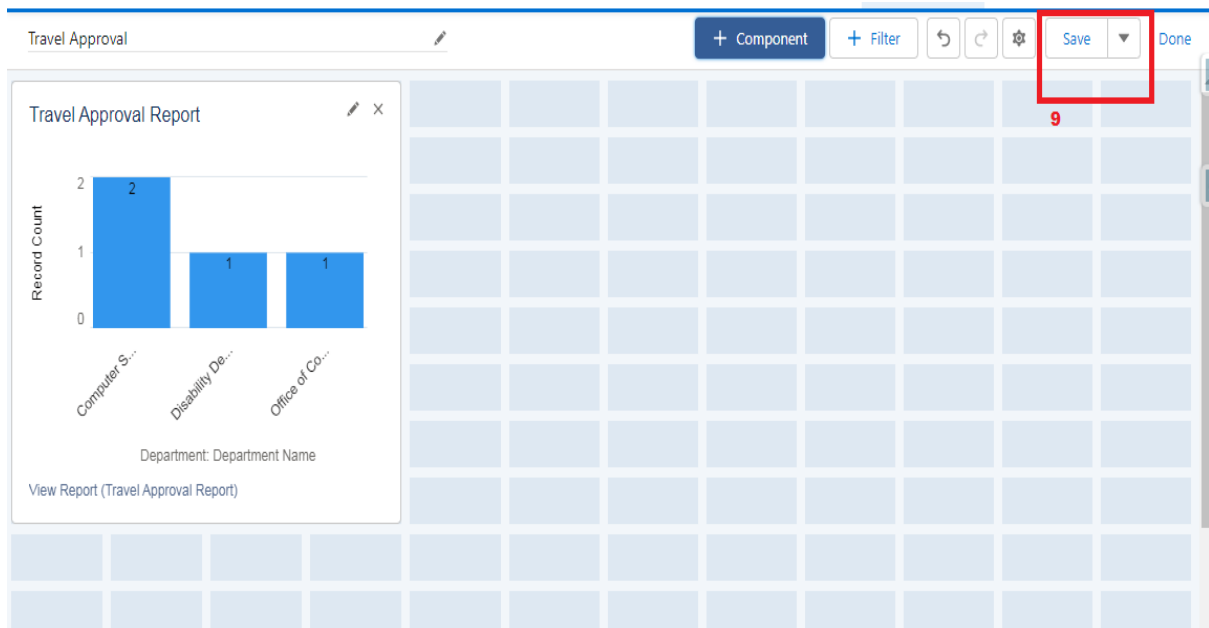 Travel Approval
+ Component
+ Filter
Save
Done
9
Travel Approval Report
2
1
0
Record Count
2
1
1
Computer S...
Disability De...
Office of Co...
Department: Department Name
View Report (Travel Approval Report)